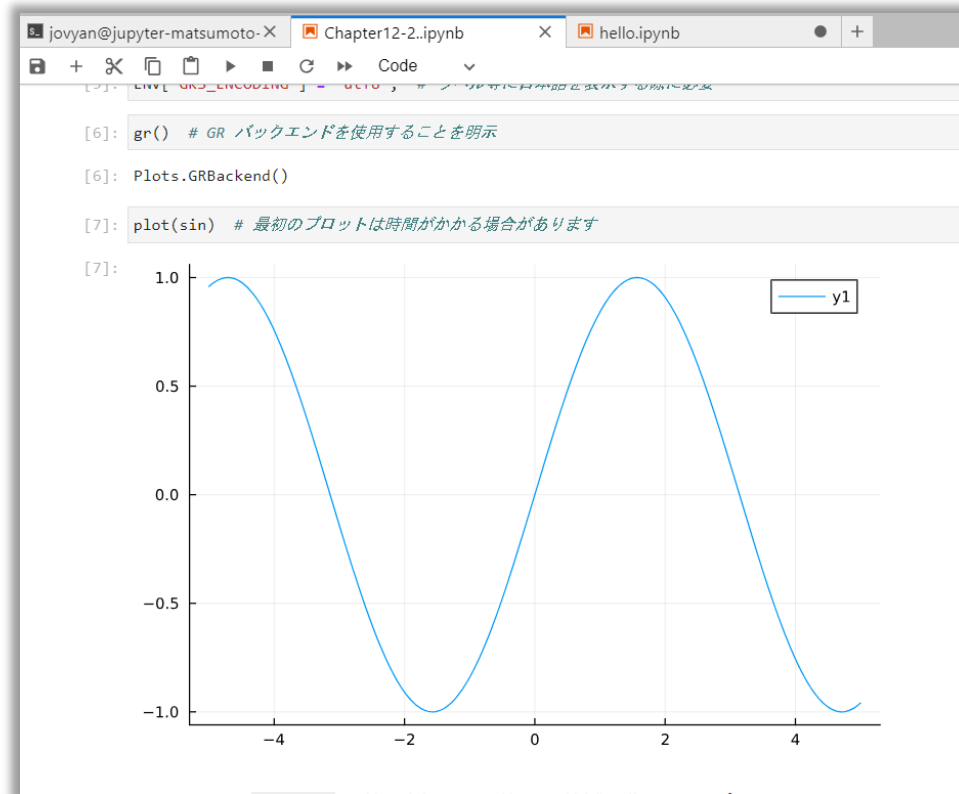 jovyan@jupyter-matsumoto-
Chapter12-2..ipynb
hello.ipynb
Code
[6]: gr() # GR バックエンドを使用することを明示
[6]: Plots.GRBackend()
[7]: plot(sin) # 最初のプロットは時間がかかる場合があります
[7]:
1.0
y1
0.5
0.0
−0.5
−1.0
−4 −2 0 2 4